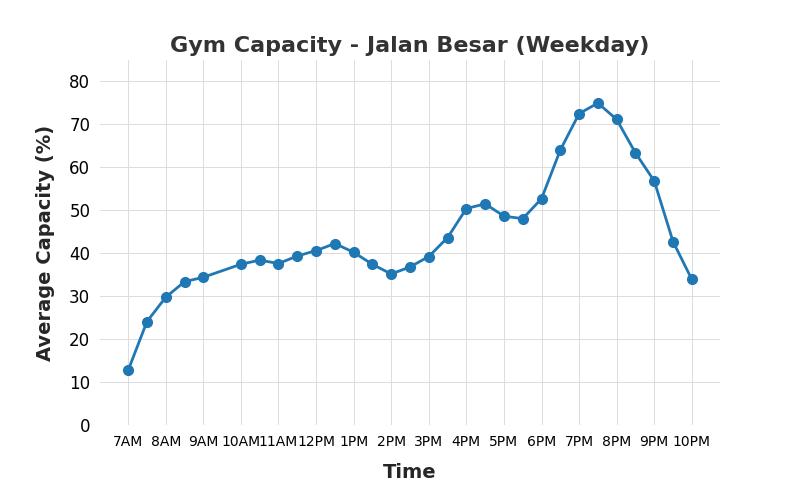 Gym Capacity - Jalan Besar (Weekday)
80
70
60
50
40
30
20
10
0
Average Capacity (%)
7AM 8AM 9AM 10AM 11AM 12PM 1PM 2PM 3PM 4PM 5PM 6PM 7PM 8PM 9PM 10PM
Time